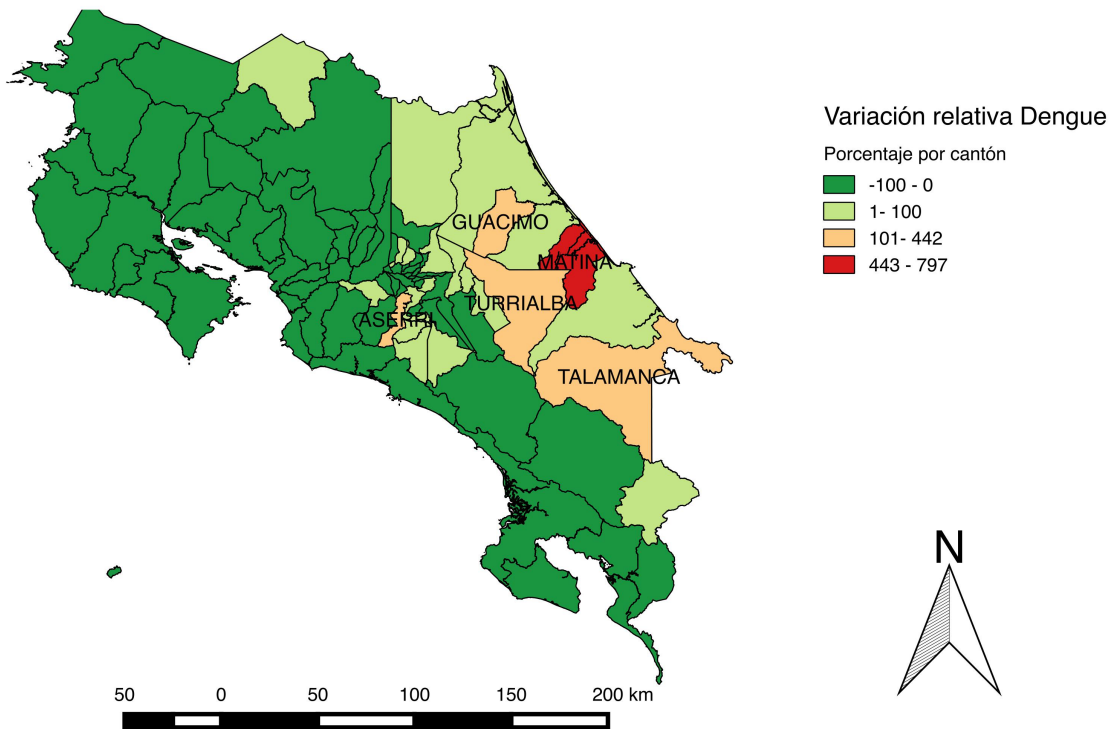 Variación relativa Dengue
Porcentaje por cantón
-100 - 0
1- 100
101- 442
443 - 797
GUACIMO
MATINA
TURRIALBA
ASERRI
TALAMANCA
N
50 0 50 100 150 200 km